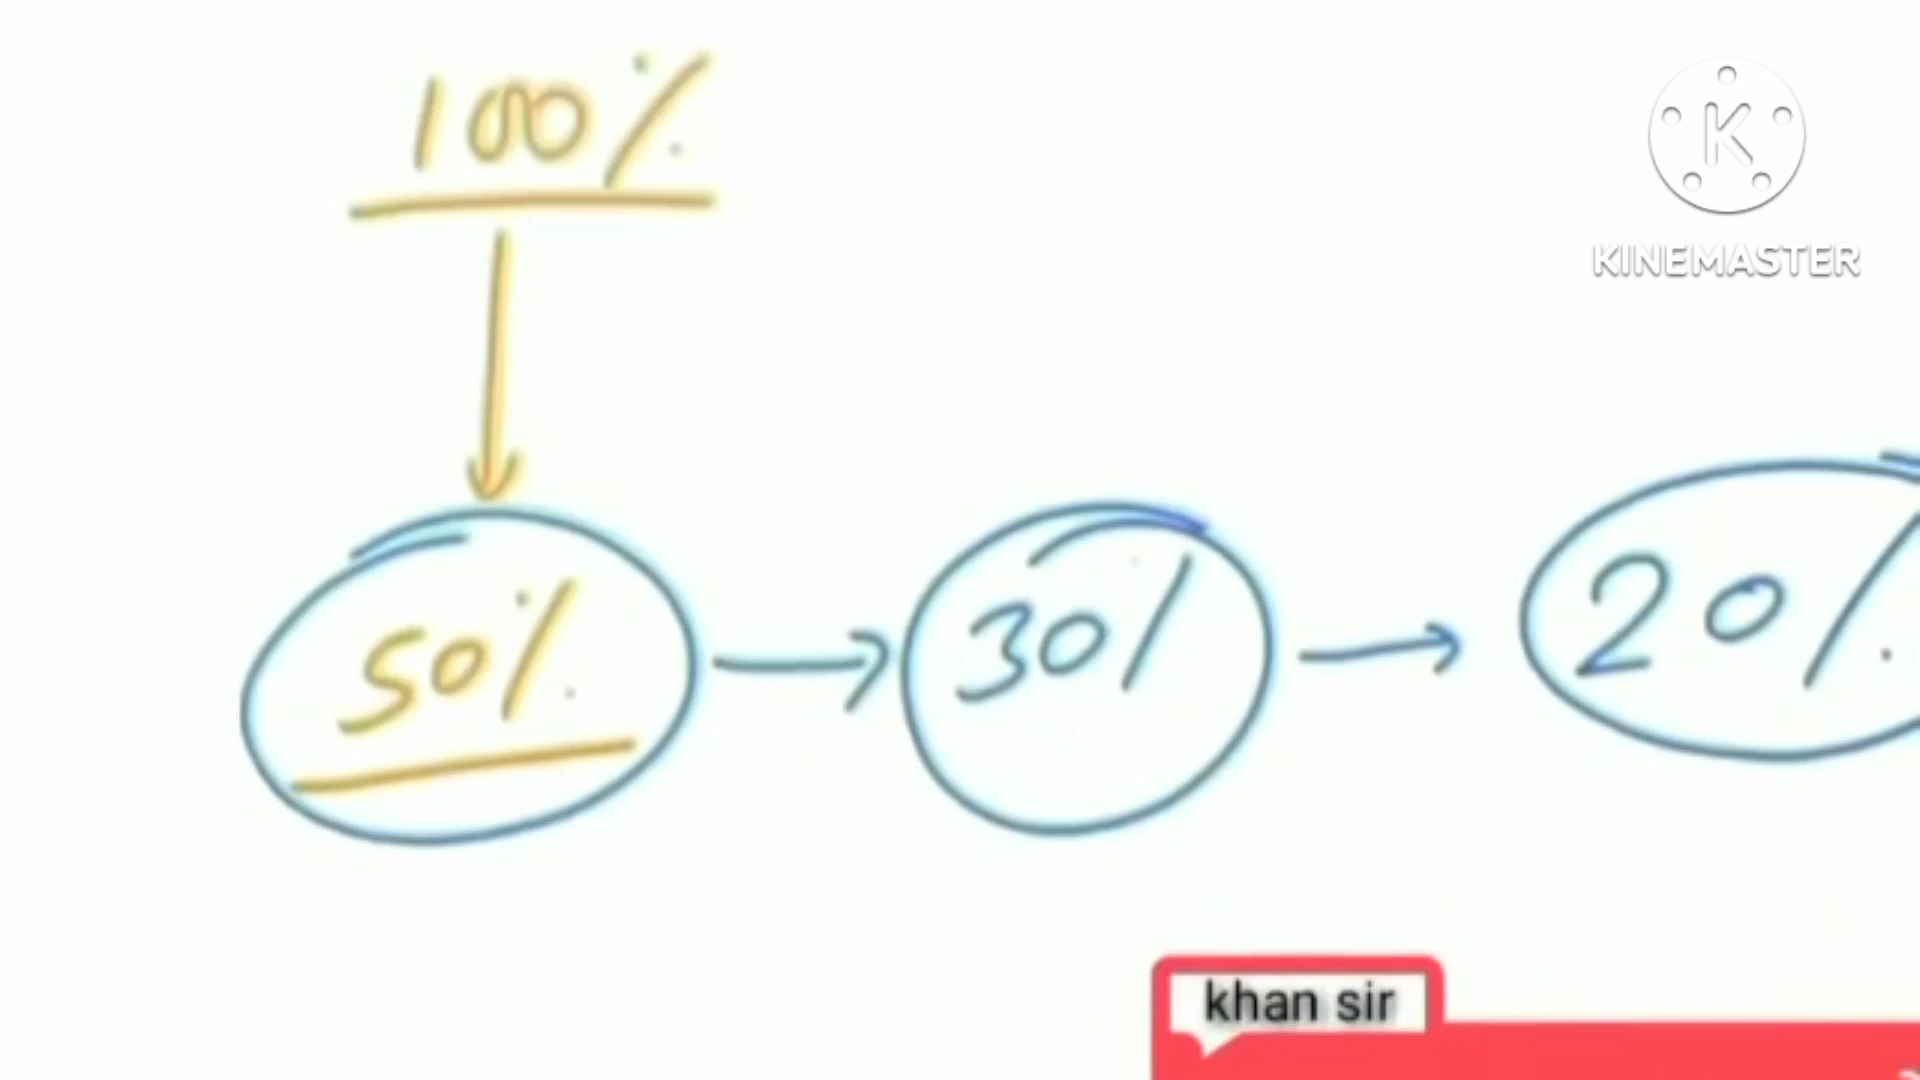 100%
K
KINEMASTER
50% → 30/ → 20%
khan sir